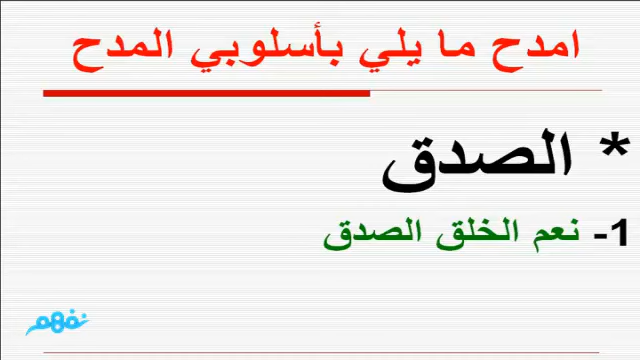 امدح ما يلي بأسلوبي المدح
* الصدق
1- نعم الخلق الصدق
نفهم